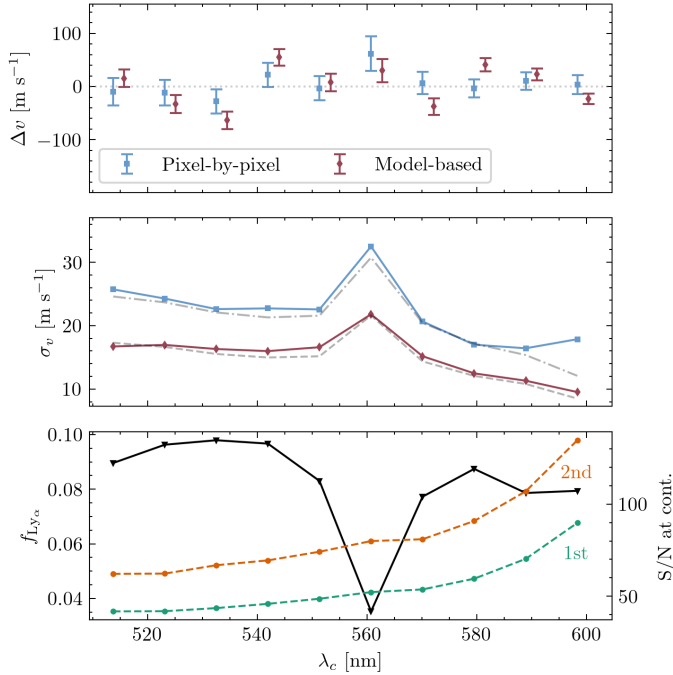 100
0
−100
Δv [m s⁻¹]
Pixel-by-pixel
Model-based
30
20
10
σᵥ [m s⁻¹]
0.10
0.08
0.06
0.04
f_Lyα
2nd
1st
100
50
S/N at cont.
520
540
560
580
600
λ_c [nm]